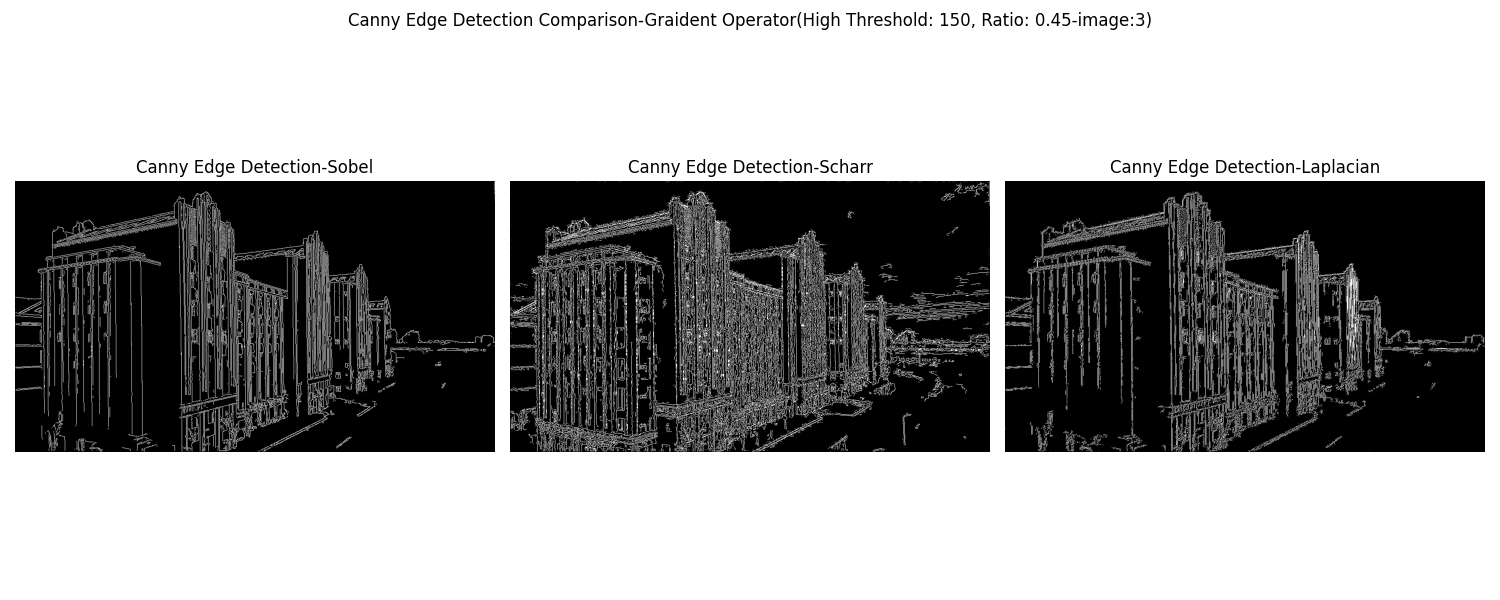 Canny Edge Detection Comparison-Graident Operator(High Threshold: 150, Ratio: 0.45-image:3)
Canny Edge Detection-Sobel
Canny Edge Detection-Scharr
Canny Edge Detection-Laplacian